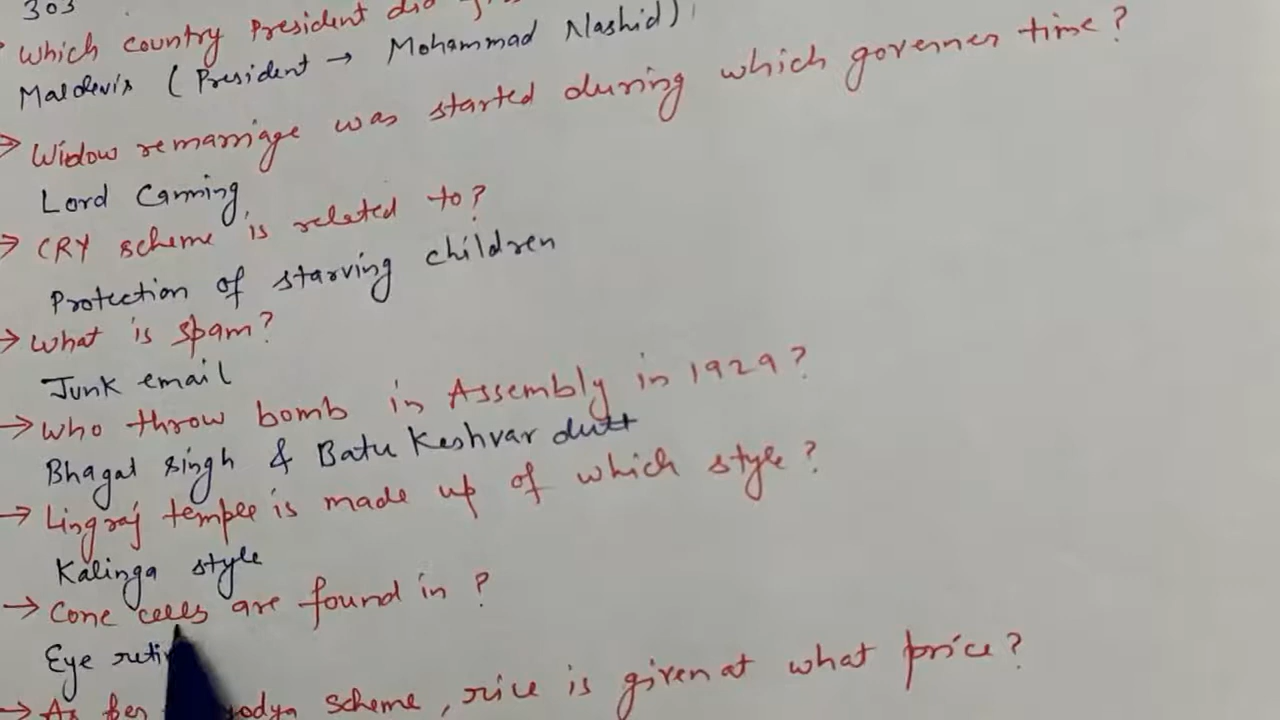 303
Which country President did
Maldevis (President → Mohammad Nashid)
→ Widow remarriage was started during which governer time?
Lord Canning
→ CRY scheme is related to?
Protection of starving children
→ What is spam?
Junk email
→ Who throw bomb in Assembly in 1929?
Bhagat Singh & Batu Keshvar dutt
→ Lingraj temple is made up of which style?
Kalinga style
→ Cone cells are found in?
Eye
→ As per scheme, rice is given at what price?